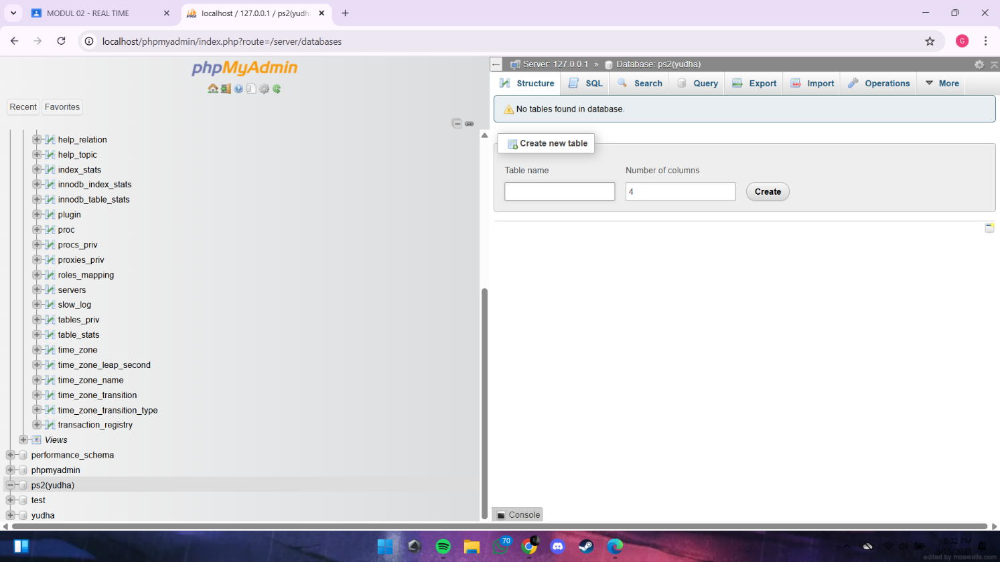 MODUL 02 - REAL TIME
localhost / 127.0.0.1 / ps2(yudh
localhost/phpmyadmin/index.php?route=/server/databases
G
phpMyAdmin
Recent
Favorites
help_relation
help_topic
index_stats
innodb_index_stats
innodb_table_stats
plugin
proc
procs_priv
proxies_priv
roles_mapping
servers
slow_log
tables_priv
table_stats
time_zone
time_zone_leap_second
time_zone_name
time_zone_transition
time_zone_transition_type
transaction_registry
Views
performance_schema
phpmyadmin
ps2(yudha)
test
yudha
Server: 127.0.0.1 » Database: ps2(yudha)
Structure
SQL
Search
Query
Export
Import
Operations
More
No tables found in database.
Create new table
Table name
Number of columns
4
Create
Console
70
6:32 PM
edited by moewalls.com